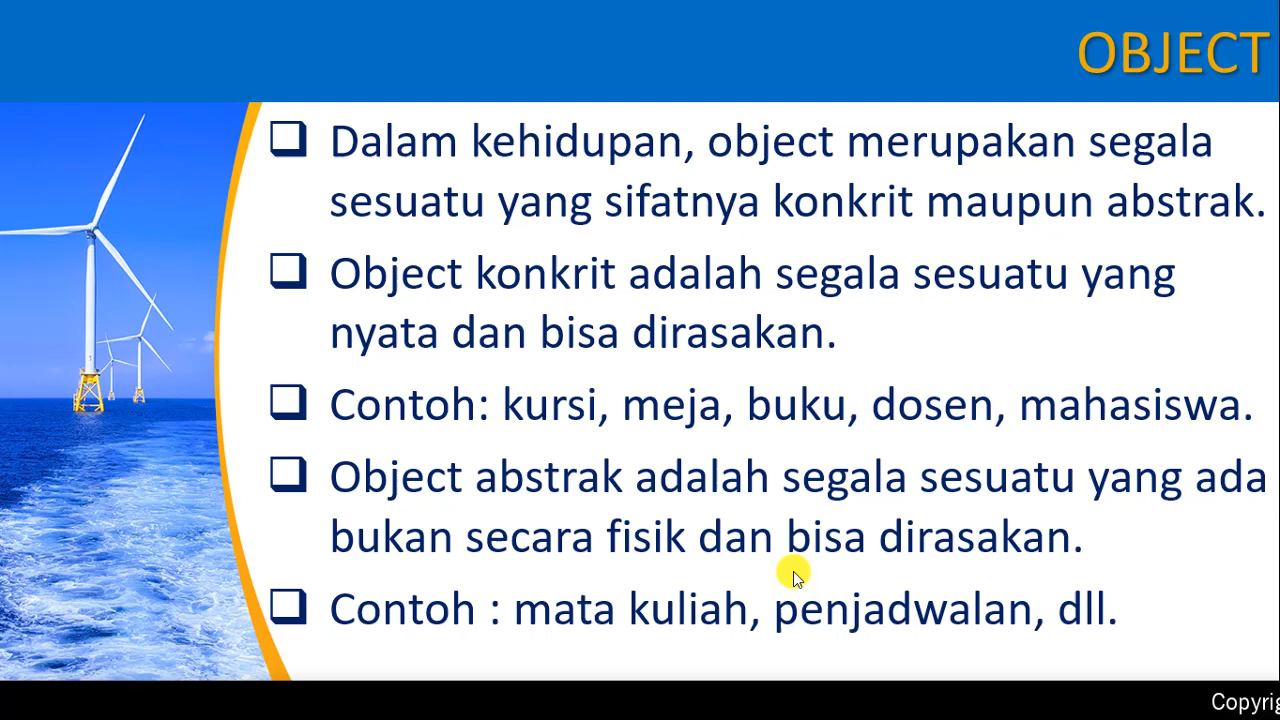 OBJECT
Dalam kehidupan, object merupakan segala
sesuatu yang sifatnya konkrit maupun abstrak.
Object konkrit adalah segala sesuatu yang
nyata dan bisa dirasakan.
Contoh: kursi, meja, buku, dosen, mahasiswa.
Object abstrak adalah segala sesuatu yang ada
bukan secara fisik dan bisa dirasakan.
Contoh : mata kuliah, penjadwalan, dll.